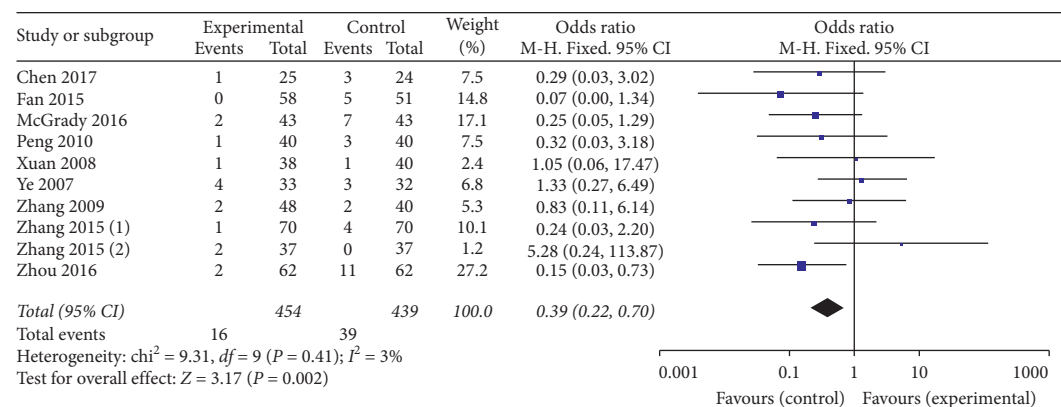 Study or subgroup Experimental Control Weight Odds ratio Odds ratio
Events Total Events Total (%) M-H. Fixed. 95% CI M-H. Fixed. 95% CI
Chen 2017 1 25 3 24 7.5 0.29 (0.03, 3.02)
Fan 2015 0 58 5 51 14.8 0.07 (0.00, 1.34)
McGrady 2016 2 43 7 43 17.1 0.25 (0.05, 1.29)
Peng 2010 1 40 3 40 7.5 0.32 (0.03, 3.18)
Xuan 2008 1 38 1 40 2.4 1.05 (0.06, 17.47)
Ye 2007 4 33 3 32 6.8 1.33 (0.27, 6.49)
Zhang 2009 2 48 2 40 5.3 0.83 (0.11, 6.14)
Zhang 2015 (1) 1 70 4 70 10.1 0.24 (0.03, 2.20)
Zhang 2015 (2) 2 37 0 37 1.2 5.28 (0.24, 113.87)
Zhou 2016 2 62 11 62 27.2 0.15 (0.03, 0.73)
Total (95% CI) 454 439 100.0 0.39 (0.22, 0.70)
Total events 16 39
Heterogeneity: chi² = 9.31, df = 9 (P = 0.41); I² = 3%
Test for overall effect: Z = 3.17 (P = 0.002)
0.001 0.1 1 10 1000
Favours (control) Favours (experimental)